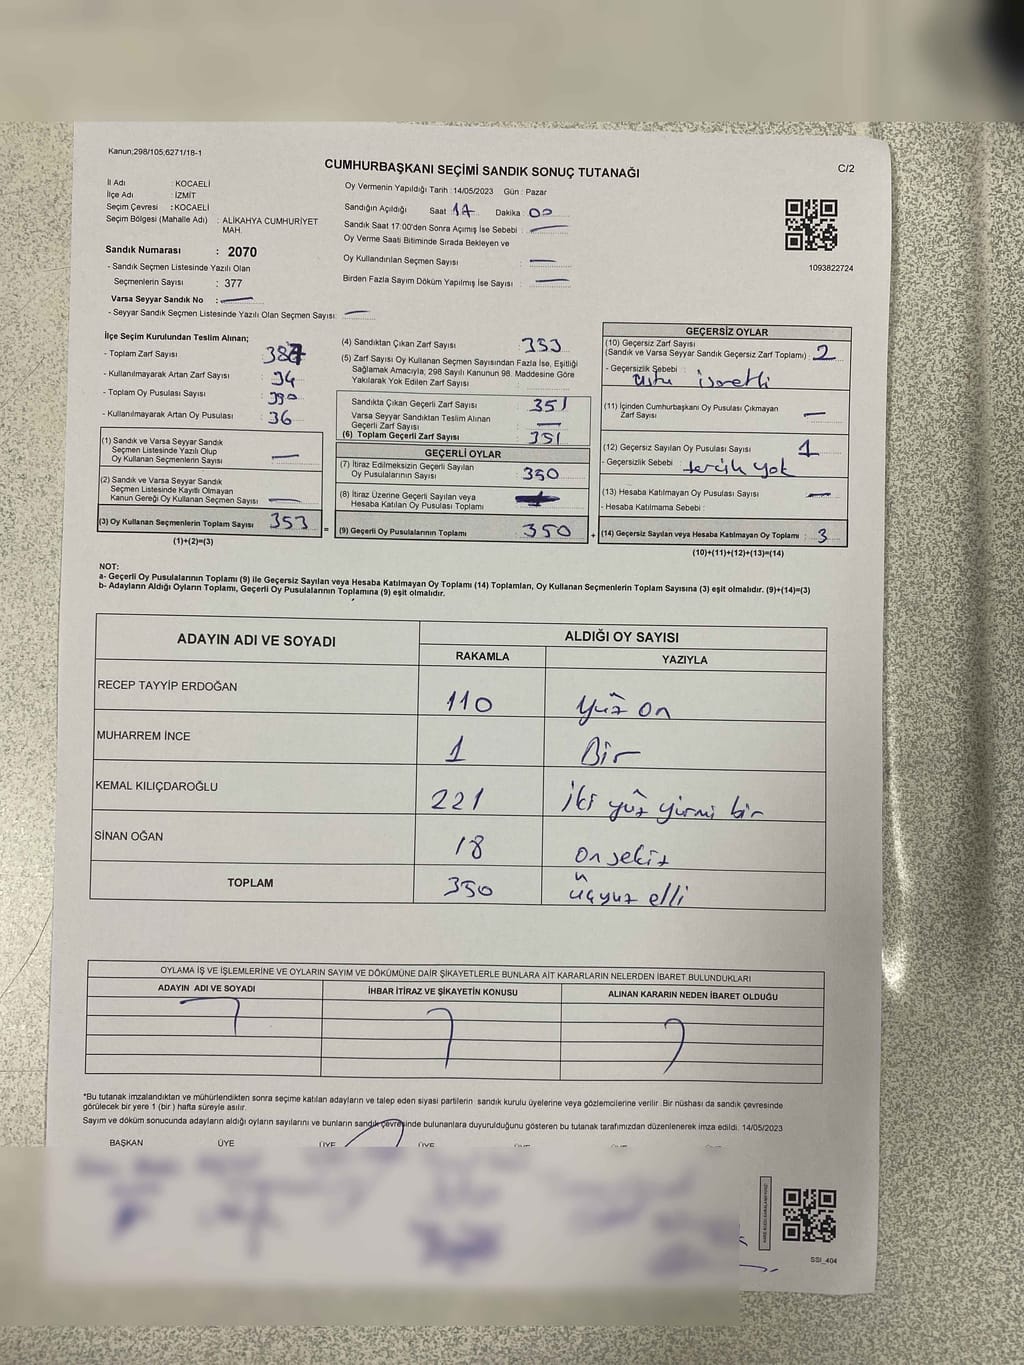 Kanun;298/105;6271/18-1
CUMHURBAŞKANI SEÇİMİ SANDIK SONUÇ TUTANAĞI
C/2
İl Adı : KOCAELİ
İlçe Adı : İZMİT
Seçim Çevresi : KOCAELİ
Seçim Bölgesi (Mahalle Adı) : ALİKAHYA CUMHURİYET
MAH.
Sandık Numarası : 2070
- Sandık Seçmen Listesinde Yazılı Olan
Seçmenlerin Sayısı : 377
Varsa Seyyar Sandık No : —
- Seyyar Sandık Seçmen Listesinde Yazılı Olan Seçmen Sayısı: —
Oy Vermenin Yapıldığı Tarih : 14/05/2023 Gün : Pazar
Sandığın Açıldığı Saat 17 Dakika : 00
Sandık Saat 17:00'den Sonra Açımış İse Sebebi : —
Oy Verme Saati Bitiminde Sırada Bekleyen ve
Oy Kullandırılan Seçmen Sayısı : —
Birden Fazla Sayım Döküm Yapılmış İse Sayısı : —
1093822724
İlçe Seçim Kurulundan Teslim Alınan;
- Toplam Zarf Sayısı : 387
- Kullanılmayarak Artan Zarf Sayısı : 34
- Toplam Oy Pusulası Sayısı : 390
- Kullanılmayarak Artan Oy Pusulası : 36
(1) Sandık ve Varsa Seyyar Sandık
Seçmen Listesinde Yazılı Olup
Oy Kullanan Seçmenlerin Sayısı : —
(2) Sandık ve Varsa Seyyar Sandık
Seçmen Listesinde Kayıtlı Olmayan
Kanun Gereği Oy Kullanan Seçmen Sayısı : —
(3) Oy Kullanan Seçmenlerin Toplam Sayısı : 353
(1)+(2)=(3)
(4) Sandıktan Çıkan Zarf Sayısı : 353
(5) Zarf Sayısı Oy Kullanan Seçmen Sayısından Fazla İse, Eşitliği
Sağlamak Amacıyla, 298 Sayılı Kanunun 98. Maddesine Göre
Yakılarak Yok Edilen Zarf Sayısı :
Sandıkta Çıkan Geçerli Zarf Sayısı : 351
Varsa Seyyar Sandıktan Teslim Alınan
Geçerli Zarf Sayısı : —
(6) Toplam Geçerli Zarf Sayısı : 351
GEÇERLİ OYLAR
(7) İtiraz Edilmeksizin Geçerli Sayılan
Oy Pusulalarının Sayısı : 350
(8) İtiraz Üzerine Geçerli Sayılan veya
Hesaba Katılan Oy Pusulası Toplamı :
= (9) Geçerli Oy Pusulalarının Toplamı : 350
GEÇERSİZ OYLAR
(10) Geçersiz Zarf Sayısı
(Sandık ve Varsa Seyyar Sandık Geçersiz Zarf Toplamı) : 2
- Geçersizlik Sebebi :
üstü işaretli
(11) İçinden Cumhurbaşkanı Oy Pusulası Çıkmayan
Zarf Sayısı : —
(12) Geçersiz Sayılan Oy Pusulası Sayısı : 1
- Geçersizlik Sebebi : tercih yok
(13) Hesaba Katılmayan Oy Pusulası Sayısı : —
- Hesaba Katılmama Sebebi :
+ (14) Geçersiz Sayılan veya Hesaba Katılmayan Oy Toplamı : 3
(10)+(11)+(12)+(13)=(14)
NOT:
a- Geçerli Oy Pusulalarının Toplamı (9) ile Geçersiz Sayılan veya Hesaba Katılmayan Oy Toplamı (14) Toplamları, Oy Kullanan Seçmenlerin Toplam Sayısına (3) eşit olmalıdır. (9)+(14)=(3)
b- Adayların Aldığı Oyların Toplamı, Geçerli Oy Pusulalarının Toplamına (9) eşit olmalıdır.
ADAYIN ADI VE SOYADI
ALDIĞI OY SAYISI
RAKAMLA YAZIYLA
RECEP TAYYİP ERDOĞAN 110 yüz on
MUHARREM İNCE 1 Bir
KEMAL KILIÇDAROĞLU 221 iki yüz yirmi bir
SİNAN OĞAN 18 on sekiz
TOPLAM 350 üçyüz elli
OYLAMA İŞ VE İŞLEMLERİNE VE OYLARIN SAYIM VE DÖKÜMÜNE DAİR ŞİKAYETLERLE BUNLARA AİT KARARLARIN NELERDEN İBARET BULUNDUKLARI
ADAYIN ADI VE SOYADI İHBAR İTİRAZ VE ŞİKAYETİN KONUSU ALINAN KARARIN NEDEN İBARET OLDUĞU
*Bu tutanak imzalandıktan ve mühürlendikten sonra seçime katılan adayların ve talep eden siyasi partilerin sandık kurulu üyelerine veya gözlemcilerine verilir. Bir nüshası da sandık çevresinde
görülecek bir yere 1 (bir ) hafta süreyle asılır.
Sayım ve döküm sonucunda adayların aldığı oyların sayılarını ve bunların sandık çevresinde bulunanlara duyurulduğunu gösteren bu tutanak tarafımızdan düzenlenerek imza edildi. 14/05/2023
BAŞKAN ÜYE ÜYE ÜYE
SSI_404